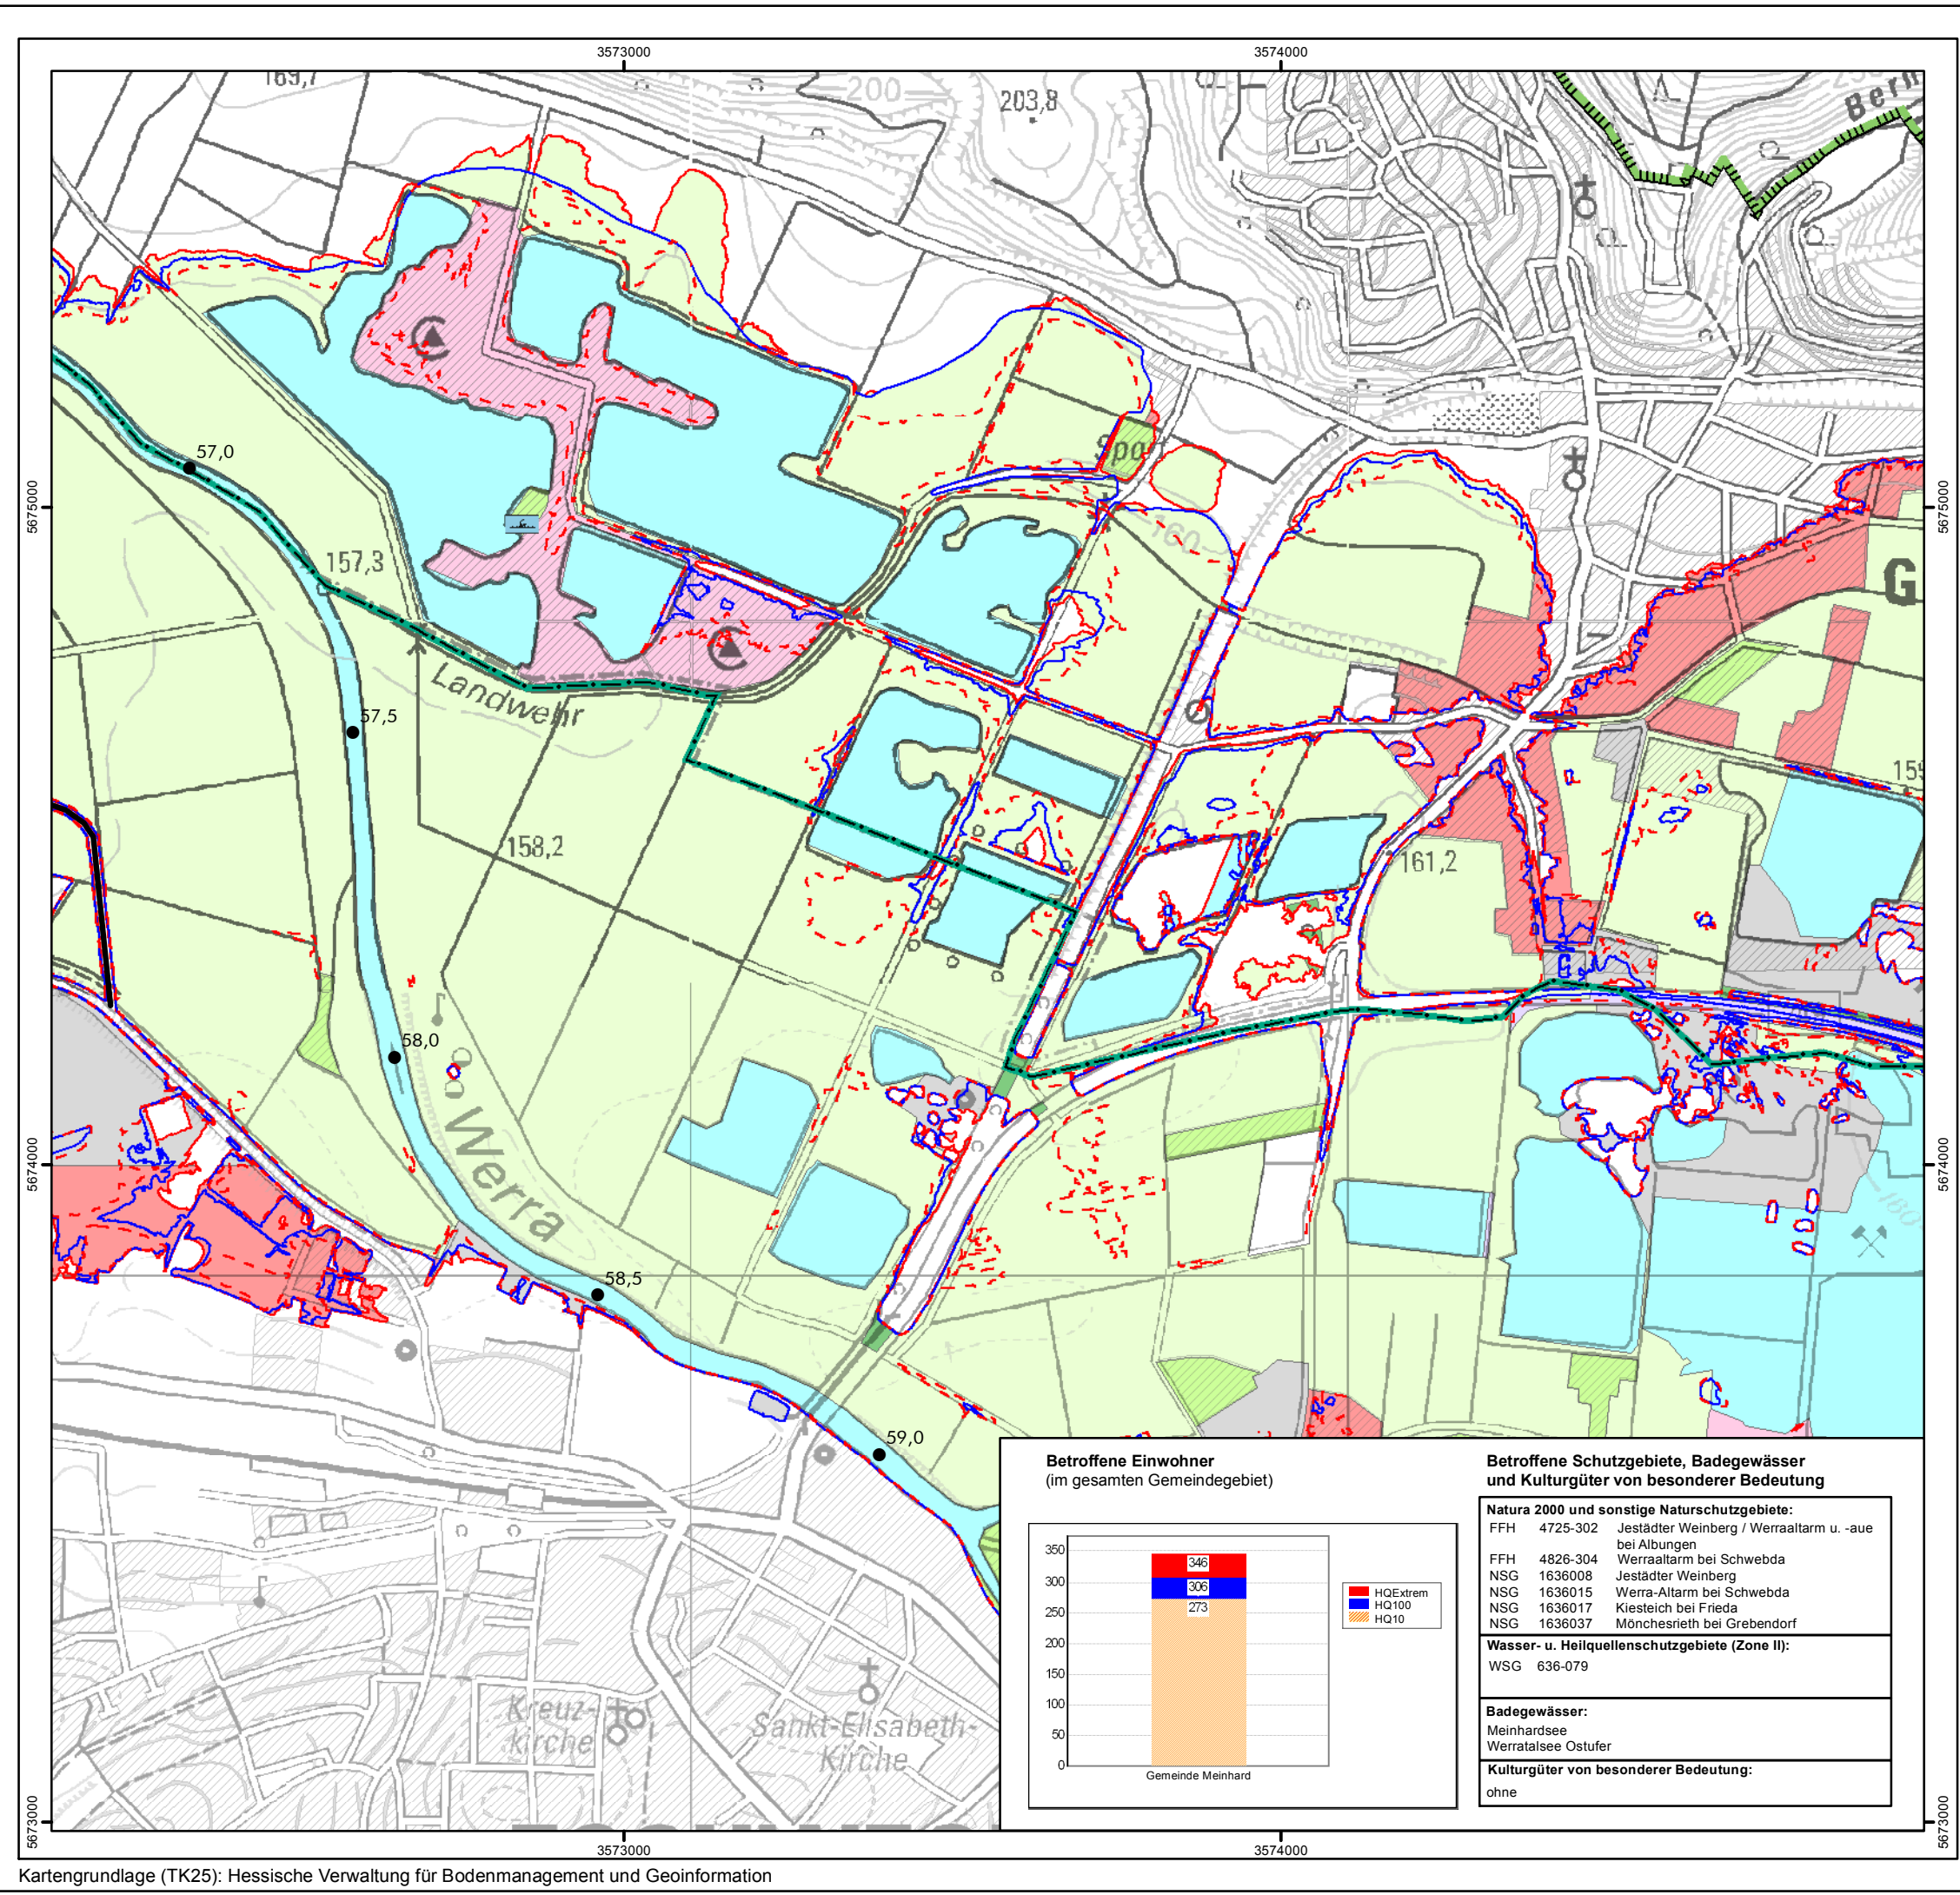 3573000
3574000
169,7
200
203,8
Bern
57,0
5675000
5675000
Sport
160
157,3
G
Landwehr
57,5
155
158,2
161,2
58,0
Werra
5674000
5674000
160
58,5
59,0
Kreuz-
kirche
Sankt-Elisabeth-
Kirche
Betroffene Einwohner
(im gesamten Gemeindegebiet)
350
300
250
200
150
100
50
0
346
306
273
Gemeinde Meinhard
HQExtrem
HQ100
HQ10
Betroffene Schutzgebiete, Badegewässer
und Kulturgüter von besonderer Bedeutung
Natura 2000 und sonstige Naturschutzgebiete:
FFH 4725-302 Jestädter Weinberg / Werraaltarm u. -aue
bei Albungen
FFH 4826-304 Werraaltarm bei Schwebda
NSG 1636008 Jestädter Weinberg
NSG 1636015 Werra-Altarm bei Schwebda
NSG 1636017 Kiesteich bei Frieda
NSG 1636037 Mönchesrieth bei Grebendorf
Wasser- u. Heilquellenschutzgebiete (Zone II):
WSG 636-079
Badegewässer:
Meinhardsee
Werratalsee Ostufer
Kulturgüter von besonderer Bedeutung:
ohne
5673000
5673000
3573000
3574000
Kartengrundlage (TK25): Hessische Verwaltung für Bodenmanagement und Geoinformation